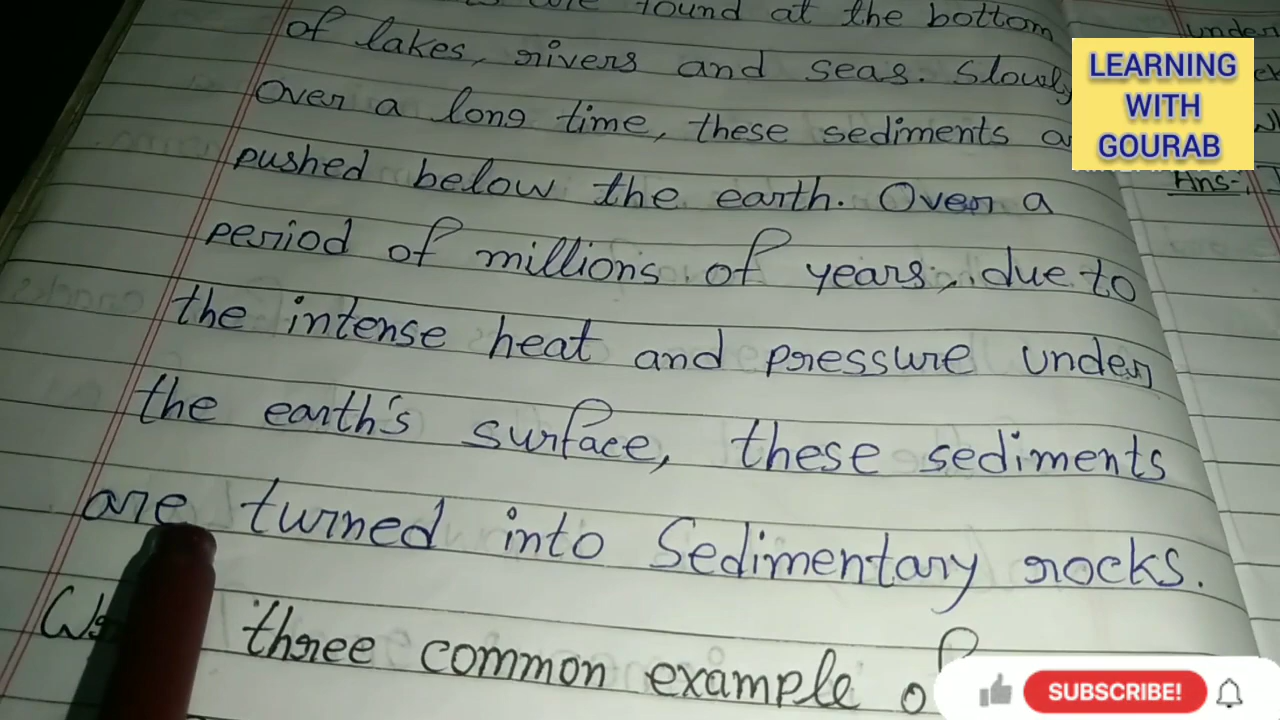 found at the bottom
of lakes, rivers and seas. Slowly
Over a long time, these sediments
pushed below the earth. Over a
period of millions of years, due to
the intense heat and pressure under
the earth's surface, these sediments
are turned into Sedimentary rocks.
three common example of
under
Ans:-
LEARNING
WITH
GOURAB
SUBSCRIBE!